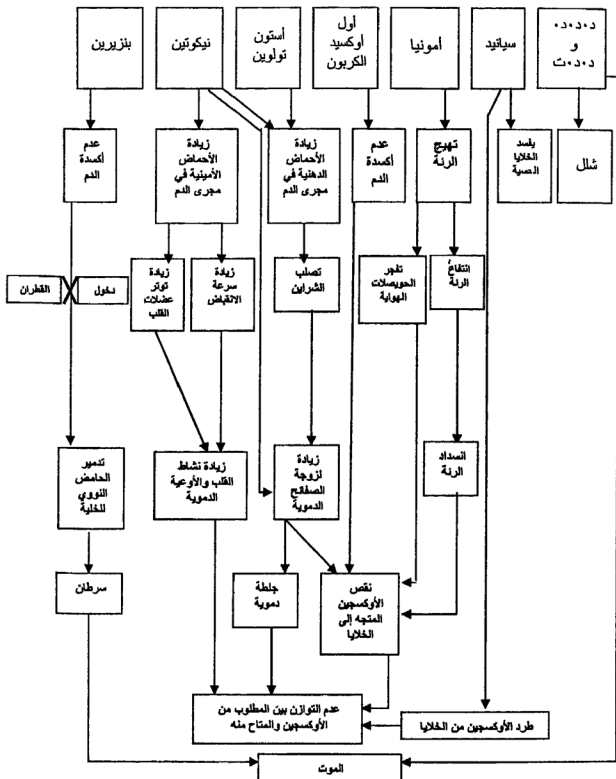 د.د.د.
و
د.د.ت
سيانيد
أمونيا
أول
أوكسيد
الكربون
أستون
تولوين
نيكوتين
بنزيرين
شلل
يفسد
الخلايا
الحسية
تهيج
الرئة
عدم
أكسدة
الدم
زيادة
الأحماض
الدهنية في
مجرى الدم
زيادة
الأحماض
الأمينية في
مجرى الدم
عدم
أكسدة
الدم
انتفاخ
الرئة
تفجر
الحويصلات
الهوائية
تصلب
الشراين
زيادة
سرعة
الانقباض
زيادة
توتر
عضلات
القلب
دخول
القطران
انسداد
الرئة
زيادة
لزوجة
الصفائح
الدموية
زيادة نشاط
القلب والأوعية
الدموية
تدمير
الحامض
النووي
للخلية
نقص
الأوكسجين
المتجه إلى
الخلايا
جلطة
دموية
سرطان
طرد الأوكسجين من الخلايا
عدم التوازن بين المطلوب من
الأوكسجين والمتاح منه
الموت